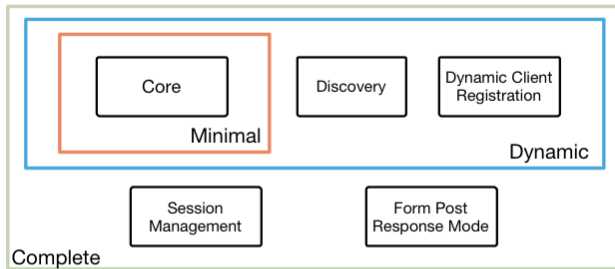 Core
Discovery
Dynamic Client
Registration
Minimal
Dynamic
Session
Management
Form Post
Response Mode
Complete